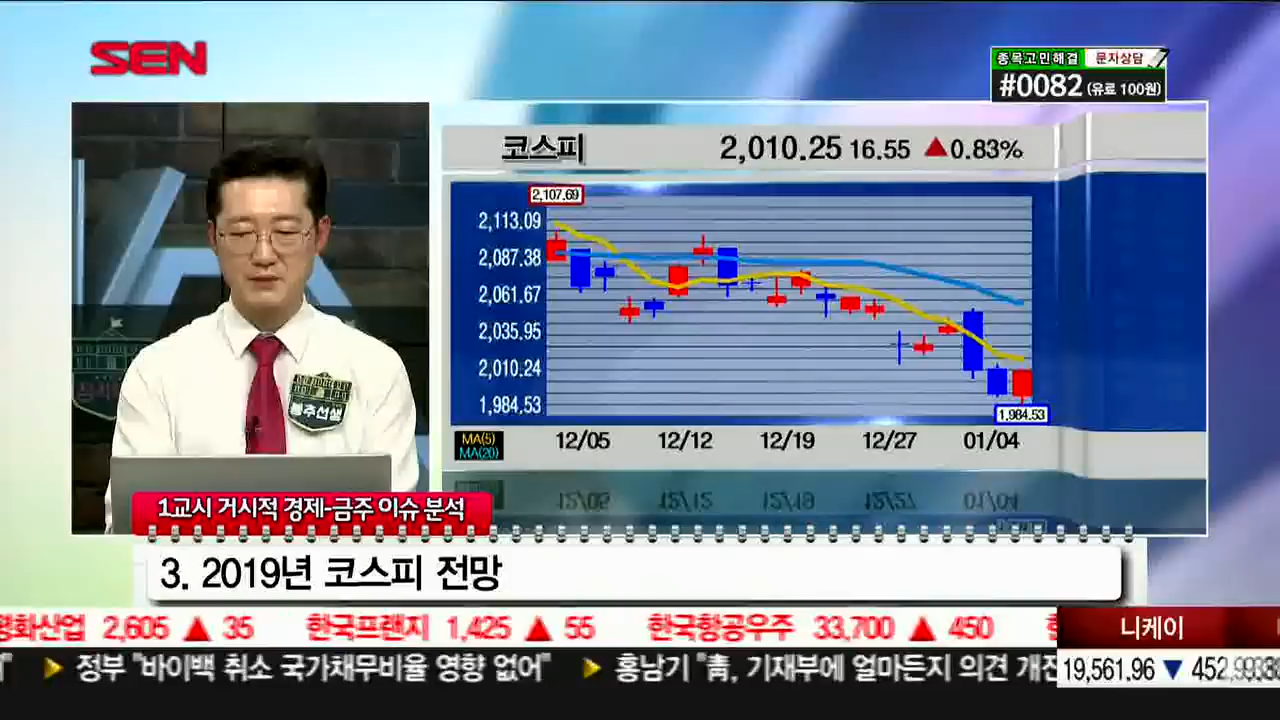 SEN
종목고민해결 문자상담
#0082 (유료 100원)
코스피 2,010.25 16.55 ▲0.83%
2,107.69
2,113.09
2,087.38
2,061.67
2,035.95
2,010.24
1,984.53
1,984.53
MA(5)
MA(20)
12/05 12/12 12/19 12/27 01/04
봉추선생
1교시 거시적 경제-금주 이슈 분석
3. 2019년 코스피 전망
평화산업 2,605 ▲ 35 한국프랜지 1,425 ▲ 55 한국항공우주 33,700 ▲ 450
니케이
▶ 정부 "바이백 취소 국가채무비율 영향 없어" ▶ 홍남기 "靑, 기재부에 얼마든지 의견 개진
19,561.96 ▼